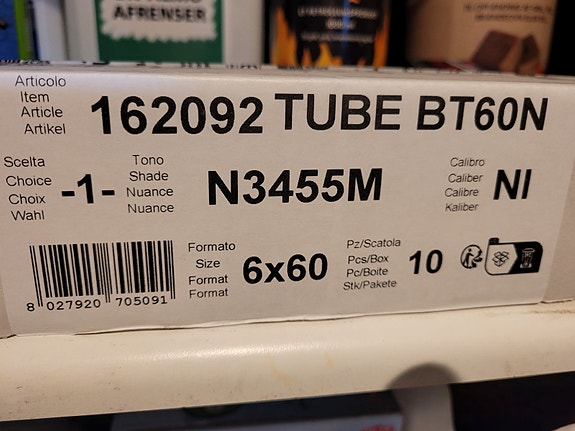 AFRENSER
Articolo
Item
Article
Artikel
162092 TUBE BT60N
Scelta
Choice
Choix
Wahl
-1-
Tono
Shade
Nuance
Nuance
N3455M
Calibro
Caliber
Calibre
Kaliber
NI
8 027920 705091
Formato
Size
Format
Format
6x60
Pz/Scatola
Pcs/Box
Pc/Boite
Stk/Pakete
10